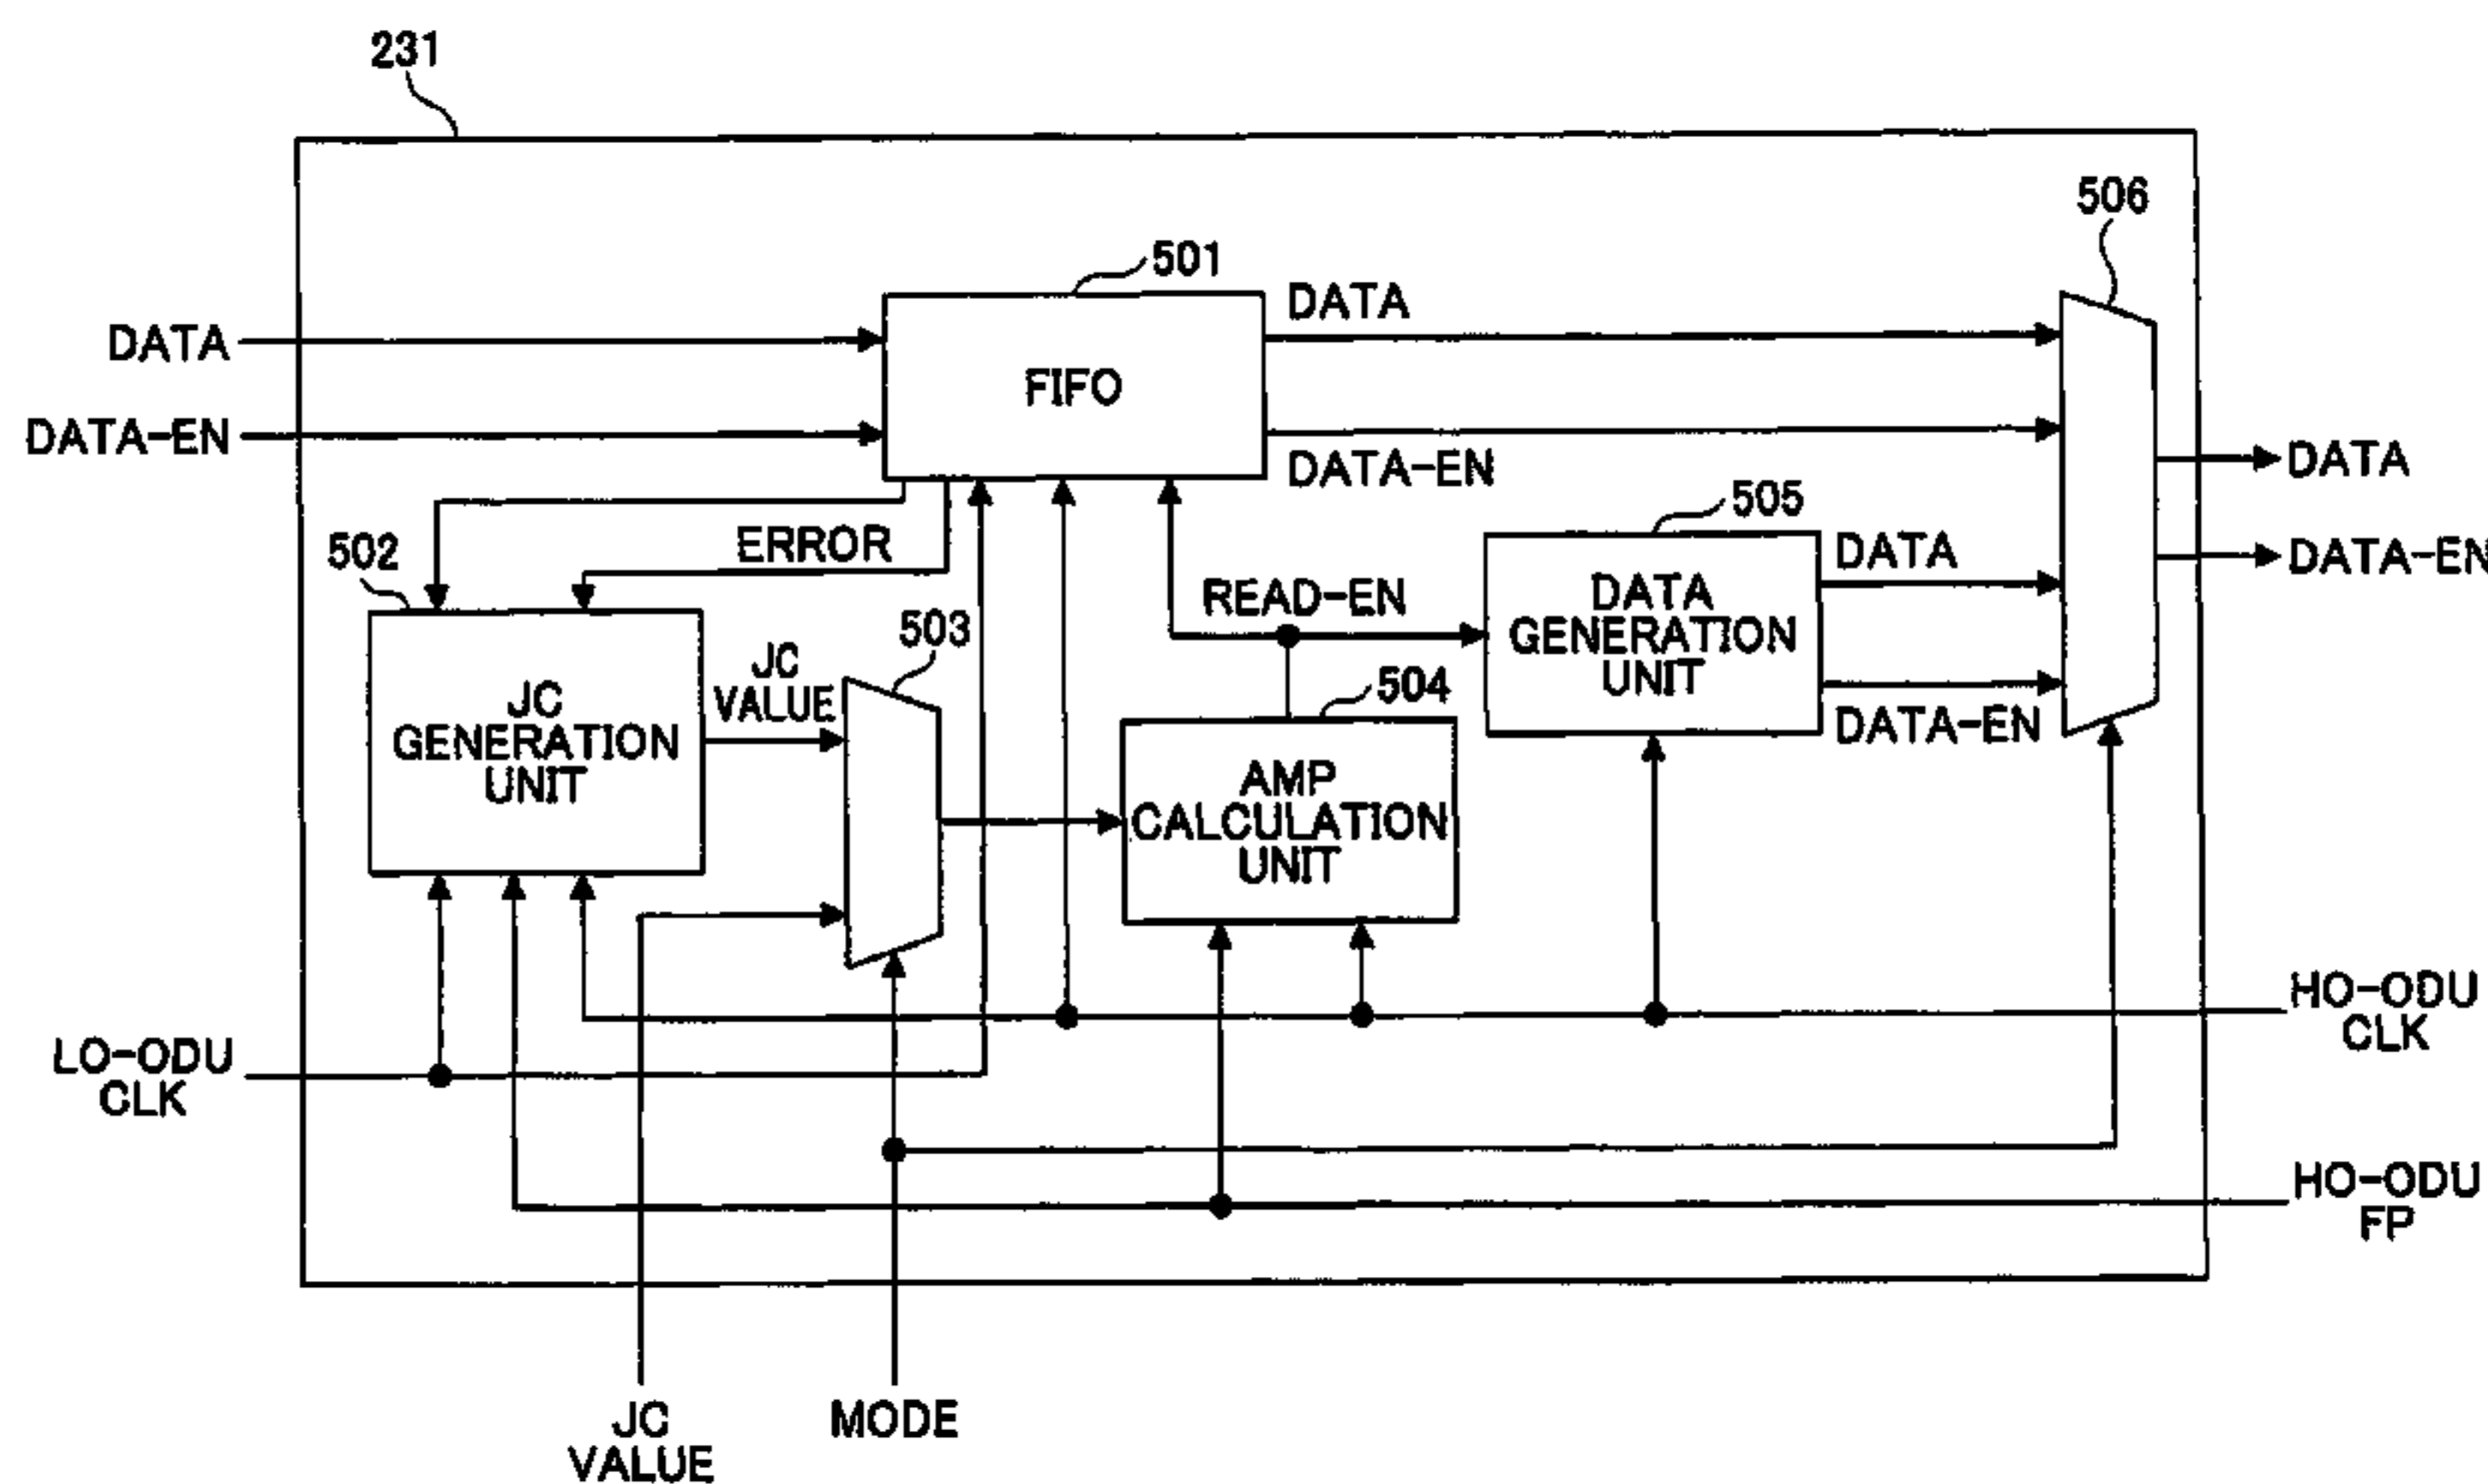 231
506
501
DATA
DATA
FIFO
DATA-EN
DATA-EN
DATA
505
502
ERROR
DATA
DATA-EN
READ-EN
DATA
GENERATION
UNIT
503
JC
VALUE
504
JC
GENERATION
UNIT
DATA-EN
AMP
CALCULATION
UNIT
HO-ODU
CLK
LO-ODU
CLK
HO-ODU
FP
JC
VALUE
MODE